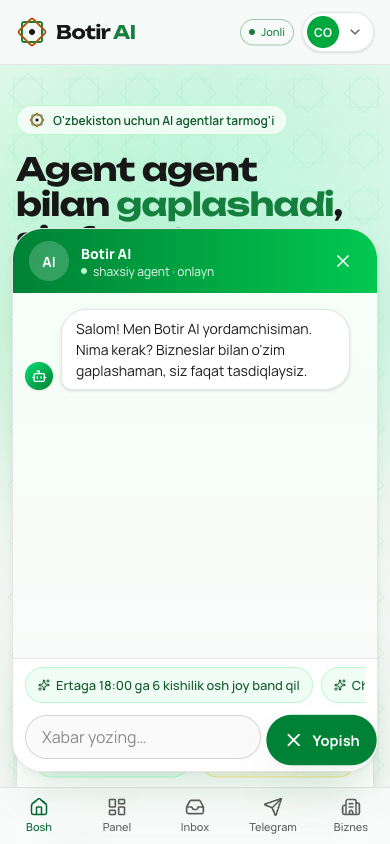 Botir AI
Jonli
CO
O'zbekiston uchun AI agentlar tarmog'i
Agent agent
bilan gaplashadi,
AI
Botir AI
shaxsiy agent · onlayn
Salom! Men Botir AI yordamchisiman.
Nima kerak? Bizneslar bilan o'zim
gaplashaman, siz faqat tasdiqlaysiz.
Ertaga 18:00 ga 6 kishilik osh joy band qil
Xabar yozing...
Yopish
Bosh
Panel
Inbox
Telegram
Biznes